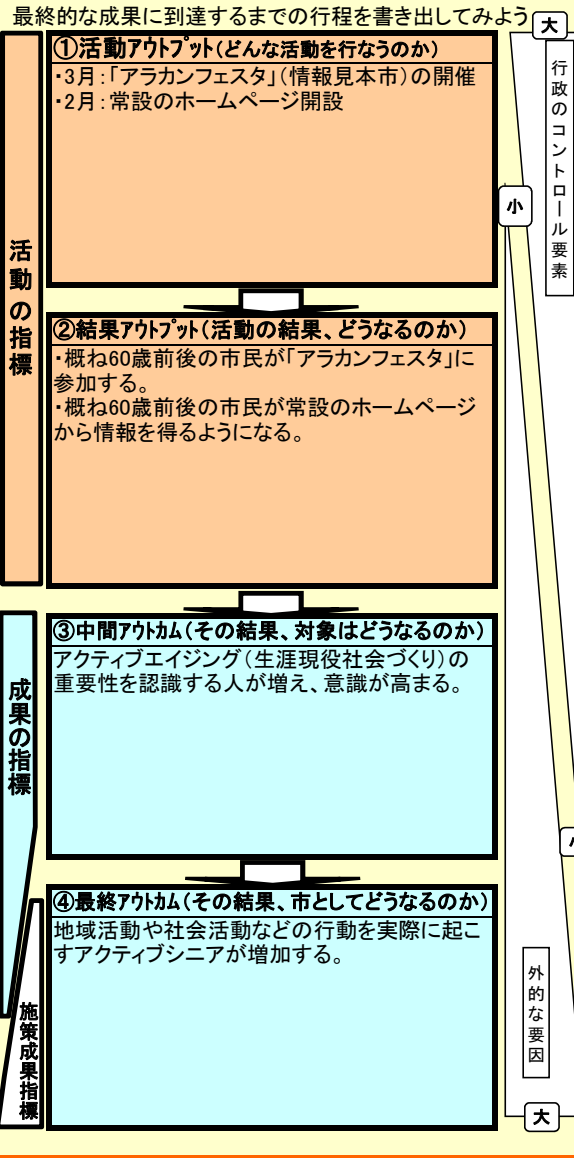 最終的な成果に到達するまでの行程を書き出してみよう
大
①活動ｱｳﾄﾌﾟｯﾄ(どんな活動を行なうのか)
・3月：「アラカンフェスタ」(情報見本市)の開催
・2月：常設のホームページ開設
行政のコントロール要素
小
活動の指標
②結果ｱｳﾄﾌﾟｯﾄ(活動の結果、どうなるのか)
・概ね60歳前後の市民が「アラカンフェスタ」に
参加する。
・概ね60歳前後の市民が常設のホームページ
から情報を得るようになる。
③中間ｱｳﾄｶﾑ(その結果、対象はどうなるのか)
アクティブエイジング(生涯現役社会づくり)の
重要性を認識する人が増え、意識が高まる。
成果の指標
④最終ｱｳﾄｶﾑ(その結果、市としてどうなるのか)
地域活動や社会活動などの行動を実際に起こ
すアクティブシニアが増加する。
施策成果指標
外的な要因
大